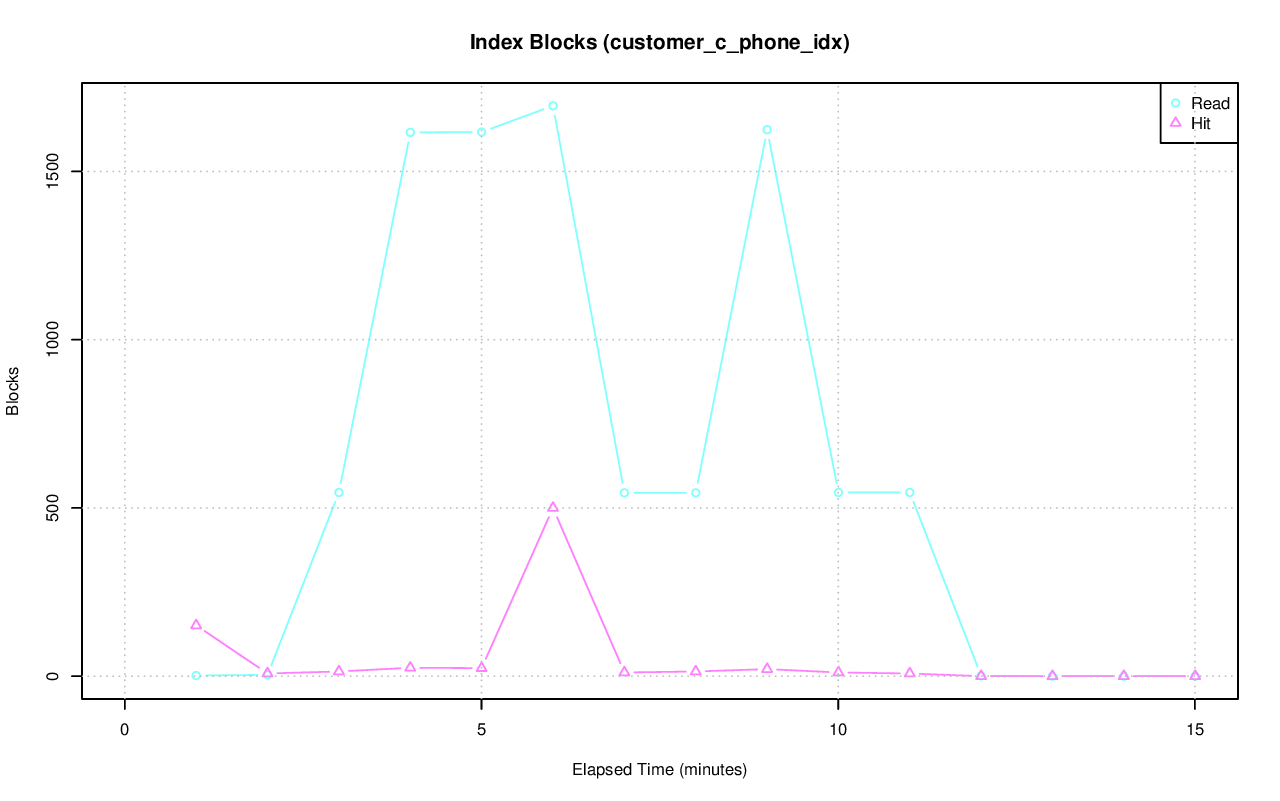 Index Blocks (customer_c_phone_idx)
Read
Hit
1500
1000
500
0
Blocks
0 5 10 15
Elapsed Time (minutes)